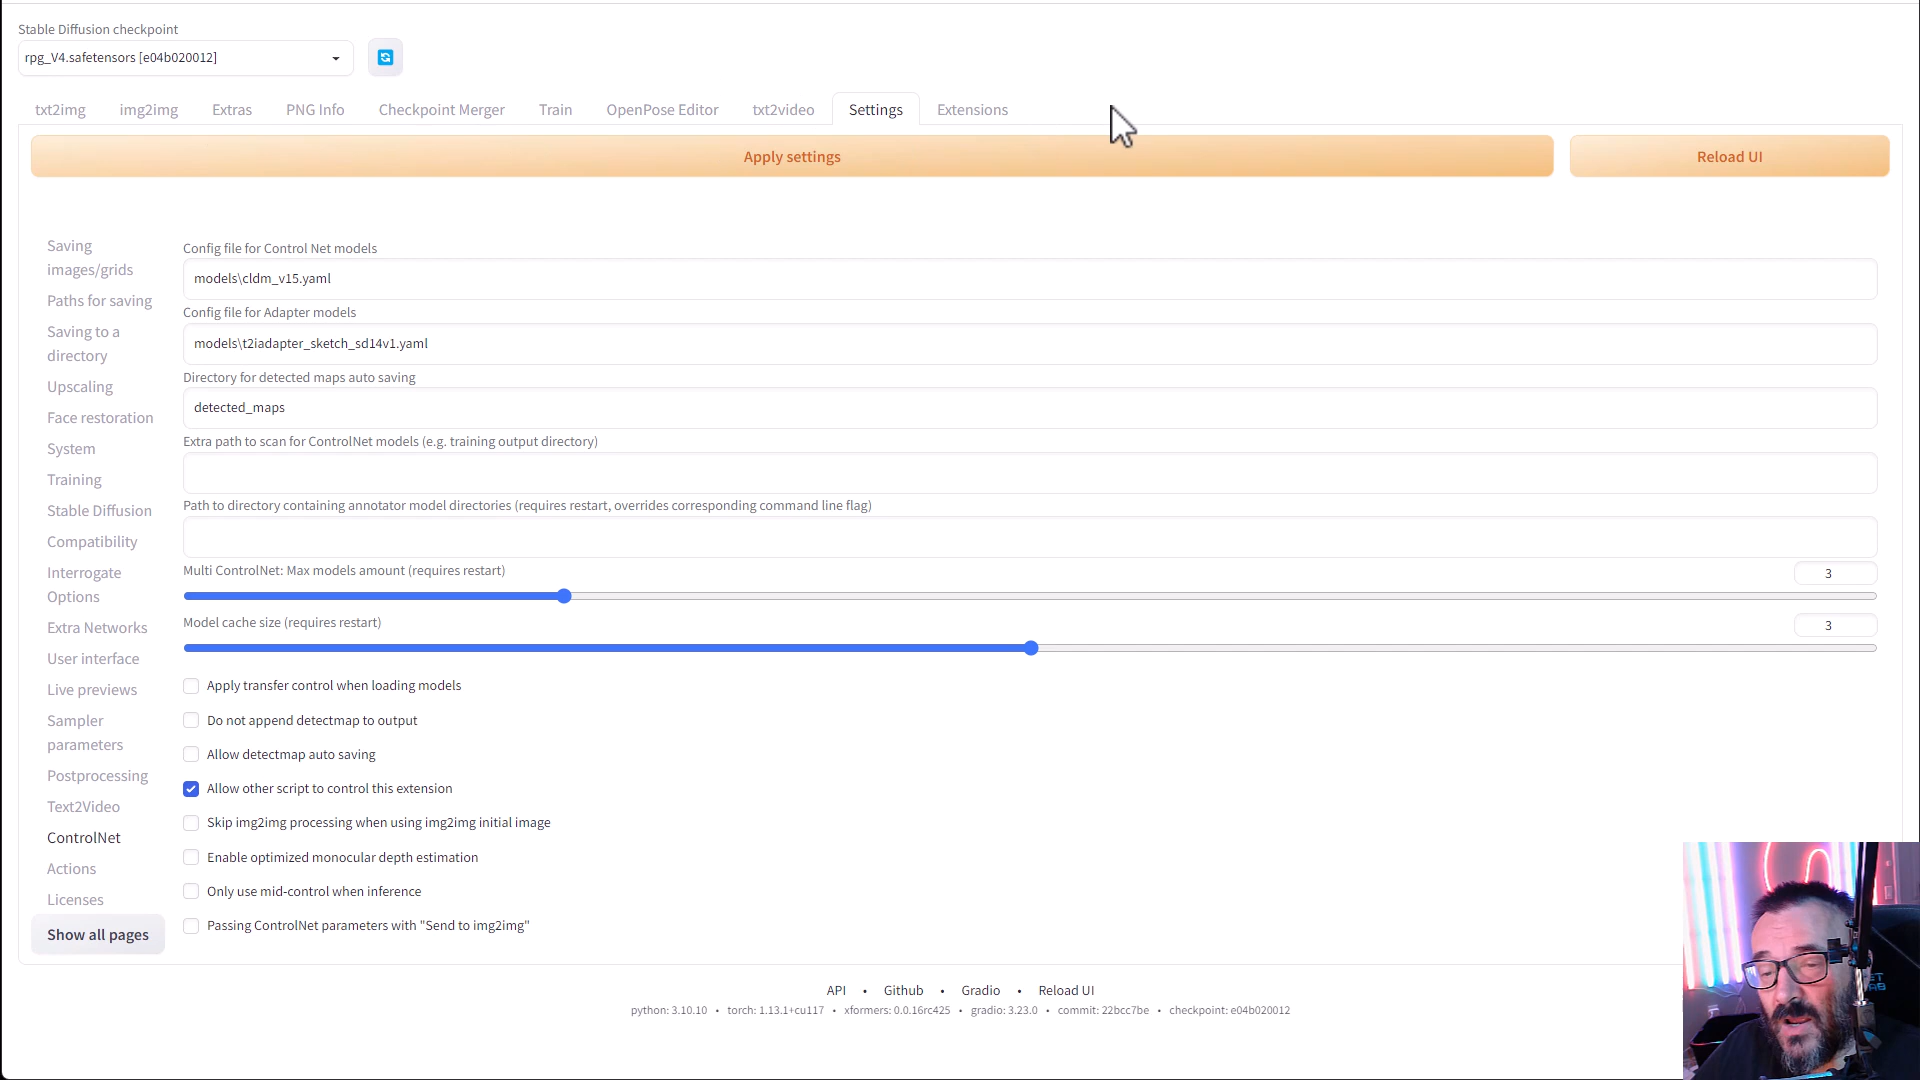 Stable Diffusion checkpoint
rpg_V4.safetensors [e04b020012]
txt2img img2img Extras PNG Info Checkpoint Merger Train OpenPose Editor txt2video Settings Extensions
Apply settings Reload UI
Saving
images/grids
Paths for saving
Saving to a
directory
Upscaling
Face restoration
System
Training
Stable Diffusion
Compatibility
Interrogate
Options
Extra Networks
User interface
Live previews
Sampler
parameters
Postprocessing
Text2Video
ControlNet
Actions
Licenses
Show all pages
Config file for Control Net models
models\cldm_v15.yaml
Config file for Adapter models
models\t2iadapter_sketch_sd14v1.yaml
Directory for detected maps auto saving
detected_maps
Extra path to scan for ControlNet models (e.g. training output directory)
Path to directory containing annotator model directories (requires restart, overrides corresponding command line flag)
Multi ControlNet: Max models amount (requires restart) 3
Model cache size (requires restart) 3
Apply transfer control when loading models
Do not append detectmap to output
Allow detectmap auto saving
Allow other script to control this extension
Skip img2img processing when using img2img initial image
Enable optimized monocular depth estimation
Only use mid-control when inference
Passing ControlNet parameters with "Send to img2img"
API • Github • Gradio • Reload UI
python: 3.10.10 • torch: 1.13.1+cu117 • xformers: 0.0.16rc425 • gradio: 3.23.0 • commit: 22bcc7be • checkpoint: e04b020012